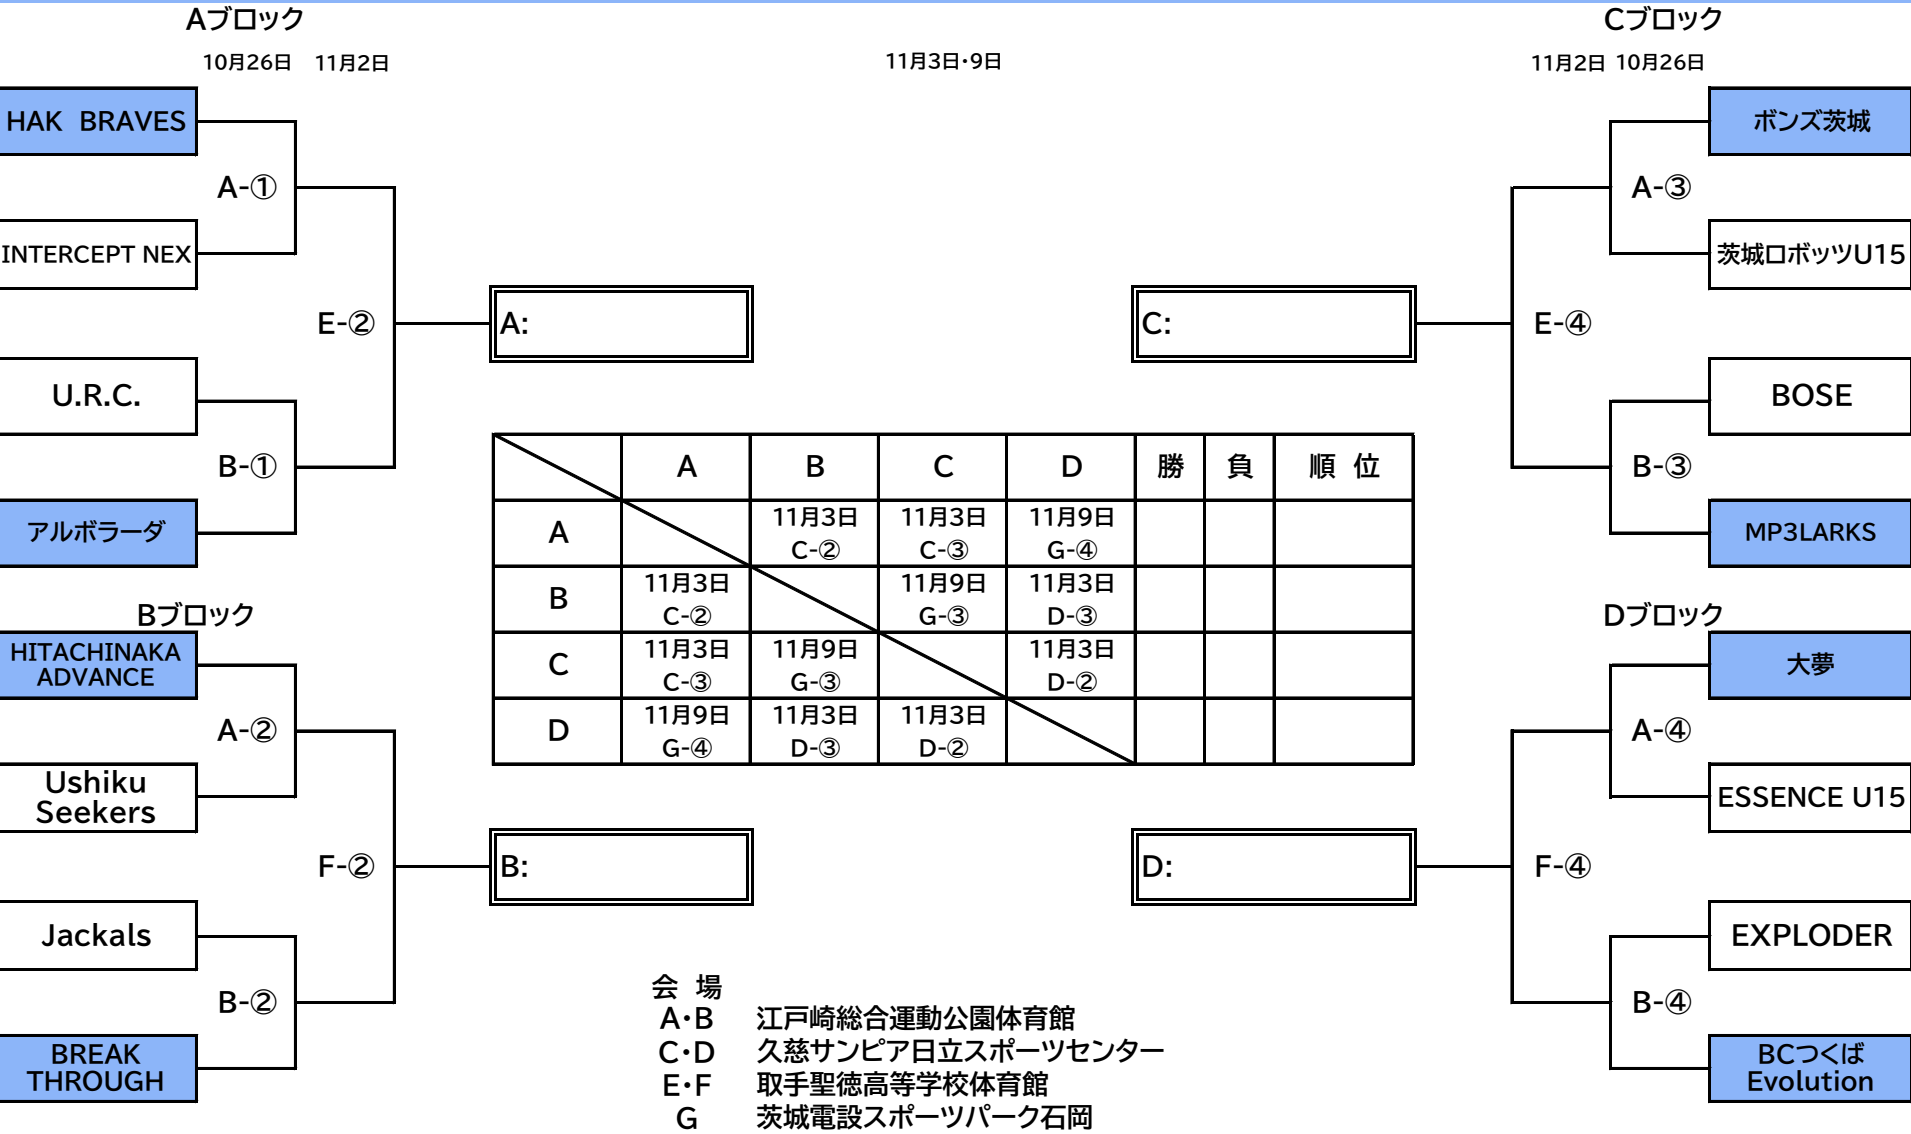 Aブロック
10月26日 11月2日
HAK BRAVES
A-①
INTERCEPT NEX
E-②
U.R.C.
B-①
アルボラーダ
Bブロック
HITACHINAKA
ADVANCE
A-②
Ushiku
Seekers
F-②
Jackals
B-②
BREAK
THROUGH
11月3日・9日
A:
B:
C:
D:
A B C D 勝 負 順 位
A 11月3日 11月3日 11月9日
C-② C-③ G-④
B 11月3日 11月9日 11月3日
C-② G-③ D-③
C 11月3日 11月9日 11月3日
C-③ G-③ D-②
D 11月9日 11月3日 11月3日
G-④ D-③ D-②
会 場
A・B 江戸崎総合運動公園体育館
C・D 久慈サンピア日立スポーツセンター
E・F 取手聖徳高等学校体育館
G 茨城電設スポーツパーク石岡
Cブロック
11月2日 10月26日
ボンズ茨城
A-③
茨城ロボッツU15
E-④
BOSE
B-③
MP3LARKS
Dブロック
大夢
A-④
ESSENCE U15
F-④
EXPLODER
B-④
BCつくば
Evolution